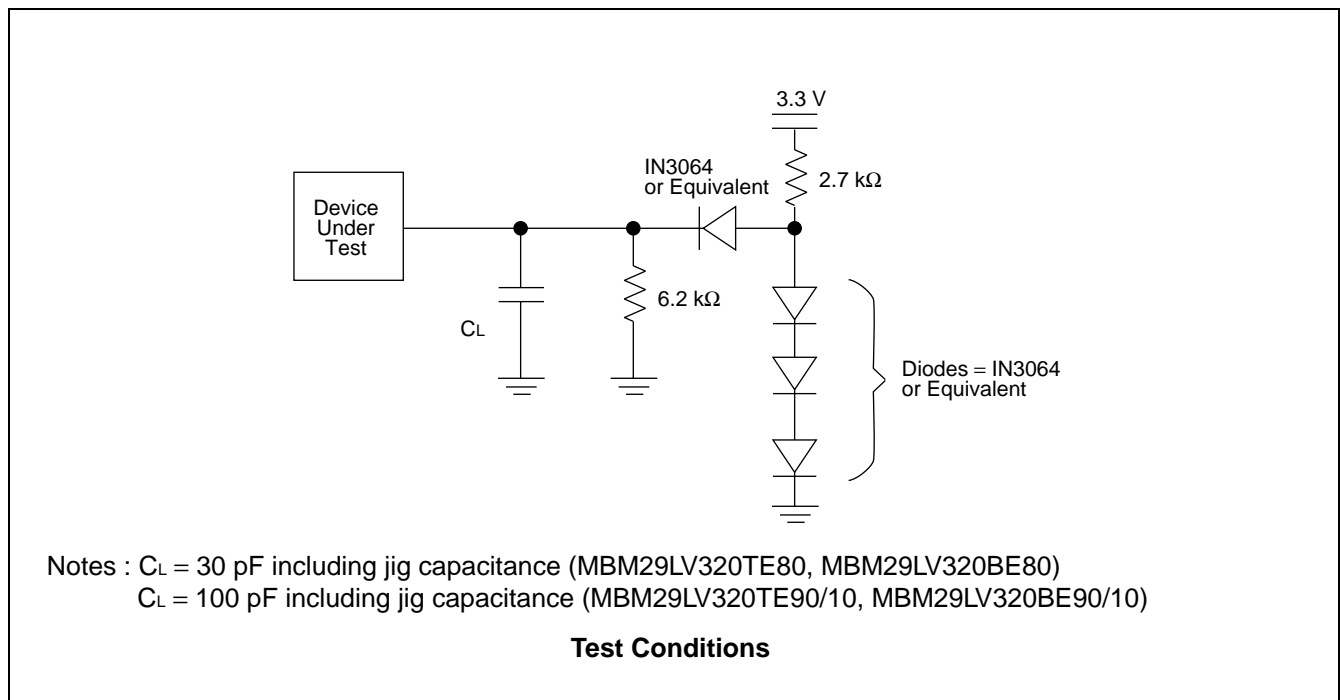 3.3 V
IN3064
or Equivalent
2.7 kΩ
Device
Under
Test
6.2 kΩ
CL
Diodes = IN3064
or Equivalent
Notes : CL = 30 pF including jig capacitance (MBM29LV320TE80, MBM29LV320BE80)
CL = 100 pF including jig capacitance (MBM29LV320TE90/10, MBM29LV320BE90/10)
Test Conditions